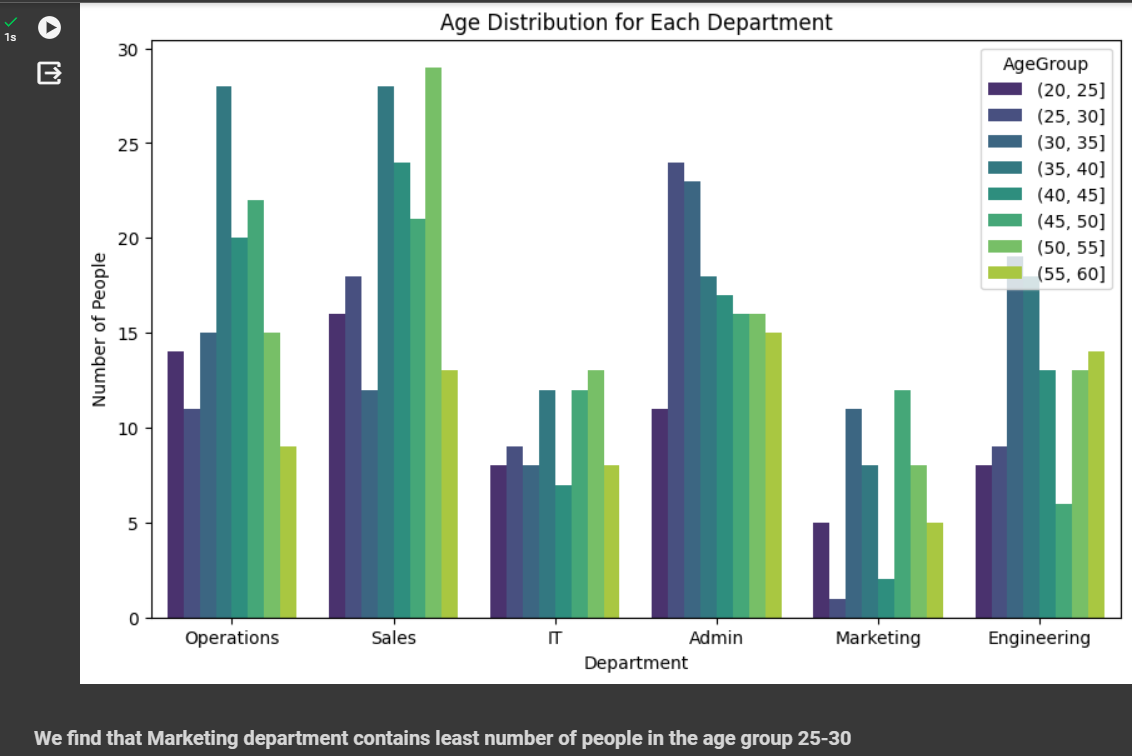 1s
Age Distribution for Each Department
AgeGroup
(20, 25]
(25, 30]
(30, 35]
(35, 40]
(40, 45]
(45, 50]
(50, 55]
(55, 60]
30
25
20
15
10
5
0
Number of People
Operations Sales IT Admin Marketing Engineering
Department
We find that Marketing department contains least number of people in the age group 25-30